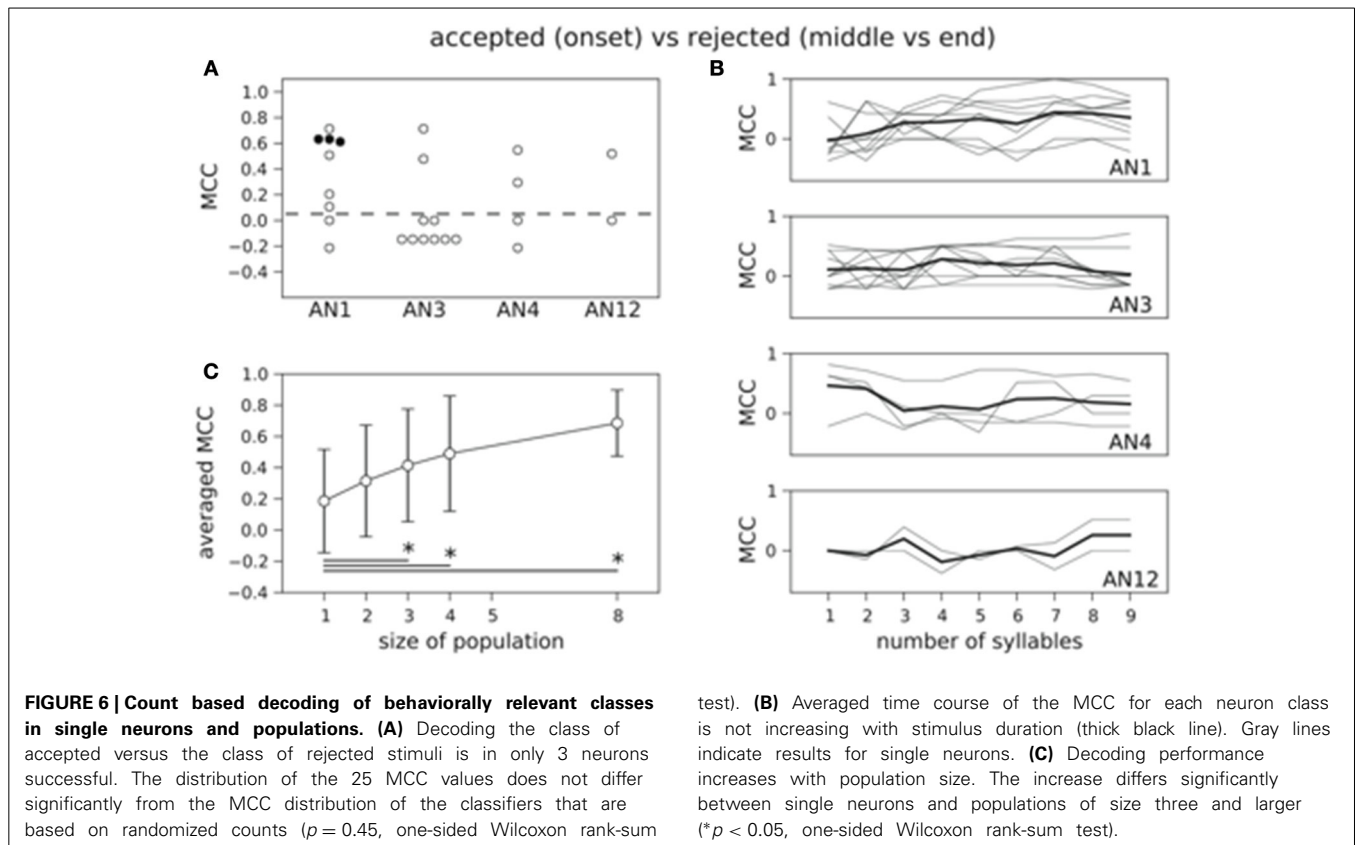 accepted (onset) vs rejected (middle vs end)
A
MCC
1.0
0.8
0.6
0.4
0.2
0.0
−0.2
−0.4
AN1 AN3 AN4 AN12
B
MCC
1
0
AN1
MCC
1
0
AN3
MCC
1
0
AN4
MCC
1
0
AN12
1 2 3 4 5 6 7 8 9
number of syllables
C
averaged MCC
1.0
0.8
0.6
0.4
0.2
0.0
−0.2
−0.4
* * *
1 2 3 4 5 8
size of population
FIGURE 6 | Count based decoding of behaviorally relevant classes
in single neurons and populations. (A) Decoding the class of
accepted versus the class of rejected stimuli is in only 3 neurons
successful. The distribution of the 25 MCC values does not differ
significantly from the MCC distribution of the classifiers that are
based on randomized counts (p = 0.45, one-sided Wilcoxon rank-sum
test). (B) Averaged time course of the MCC for each neuron class
is not increasing with stimulus duration (thick black line). Gray lines
indicate results for single neurons. (C) Decoding performance
increases with population size. The increase differs significantly
between single neurons and populations of size three and larger
(*p < 0.05, one-sided Wilcoxon rank-sum test).